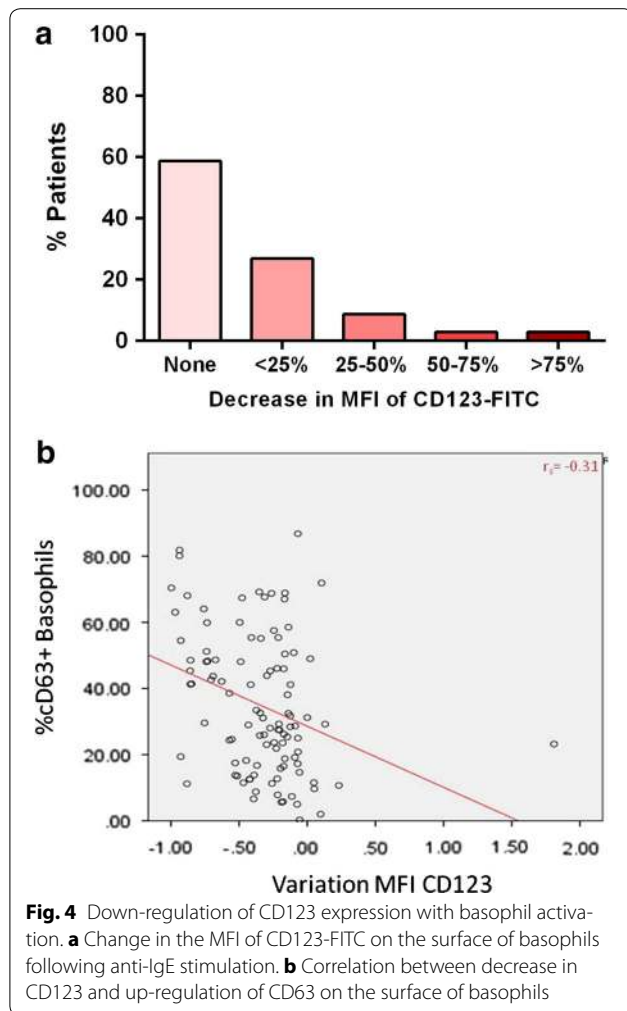 a
100
80
60
40
20
0
% Patients
None <25% 25-50% 50-75% >75%
Decrease in MFI of CD123-FITC
b
rs= -0.31
100.00
80.00
60.00
40.00
20.00
.00
%cD63+ Basophils
-1.00 -.50 .00 .50 1.00 1.50 2.00
Variation MFI CD123
Fig. 4 Down-regulation of CD123 expression with basophil activa-
tion. a Change in the MFI of CD123-FITC on the surface of basophils
following anti-IgE stimulation. b Correlation between decrease in
CD123 and up-regulation of CD63 on the surface of basophils